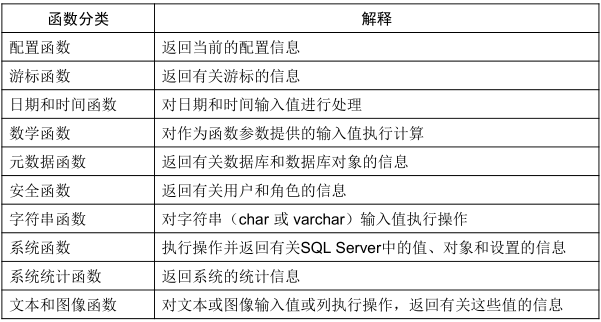 函数分类 解释
配置函数 返回当前的配置信息
游标函数 返回有关游标的信息
日期和时间函数 对日期和时间输入值进行处理
数学函数 对作为函数参数提供的输入值执行计算
元数据函数 返回有关数据库和数据库对象的信息
安全函数 返回有关用户和角色的信息
字符串函数 对字符串（char 或 varchar）输入值执行操作
系统函数 执行操作并返回有关SQL Server中的值、对象和设置的信息
系统统计函数 返回系统的统计信息
文本和图像函数 对文本或图像输入值或列执行操作，返回有关这些值的信息